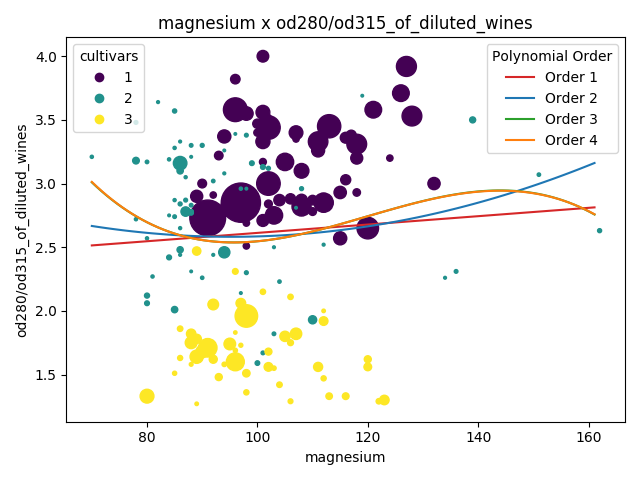 magnesium x od280/od315_of_diluted_wines
cultivars
1
2
3
Polynomial Order
Order 1
Order 2
Order 3
Order 4
od280/od315_of_diluted_wines
4.0
3.5
3.0
2.5
2.0
1.5
80 100 120 140 160
magnesium